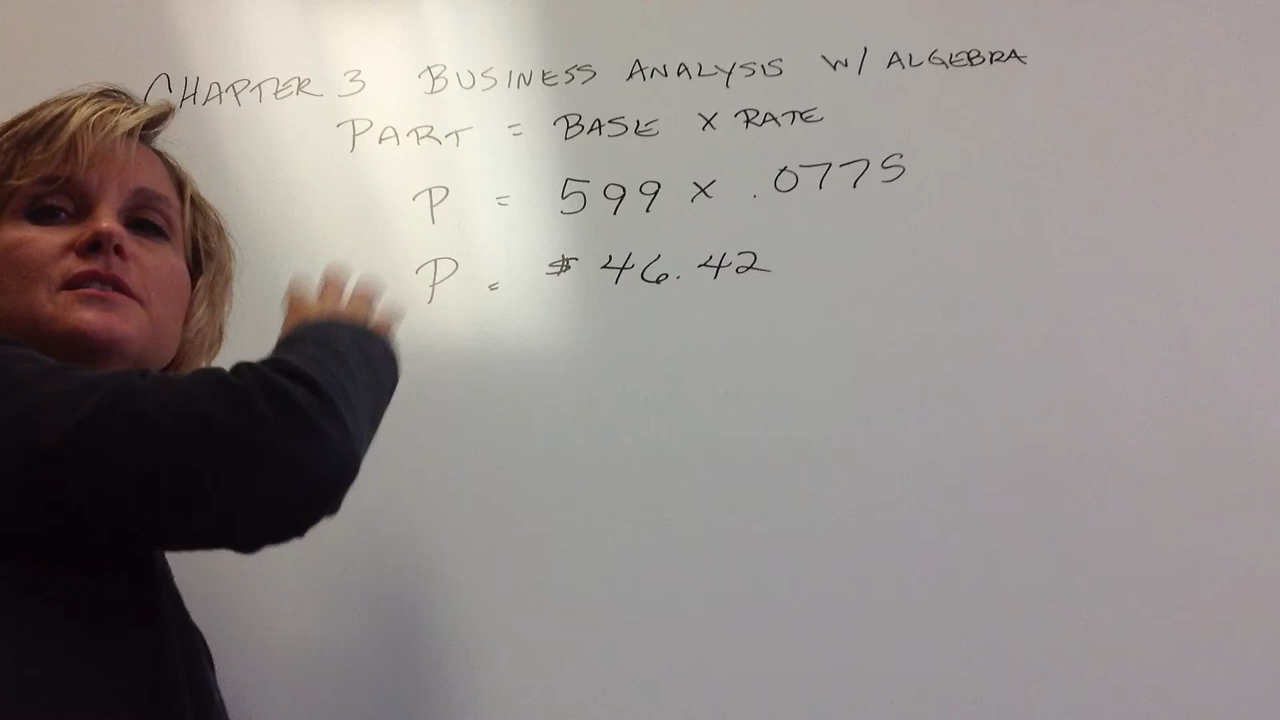 CHAPTER 3 BUSINESS ANALYSIS W/ ALGEBRA
PART = BASE X RATE
P = 599 X .0775
P = $ 46.42